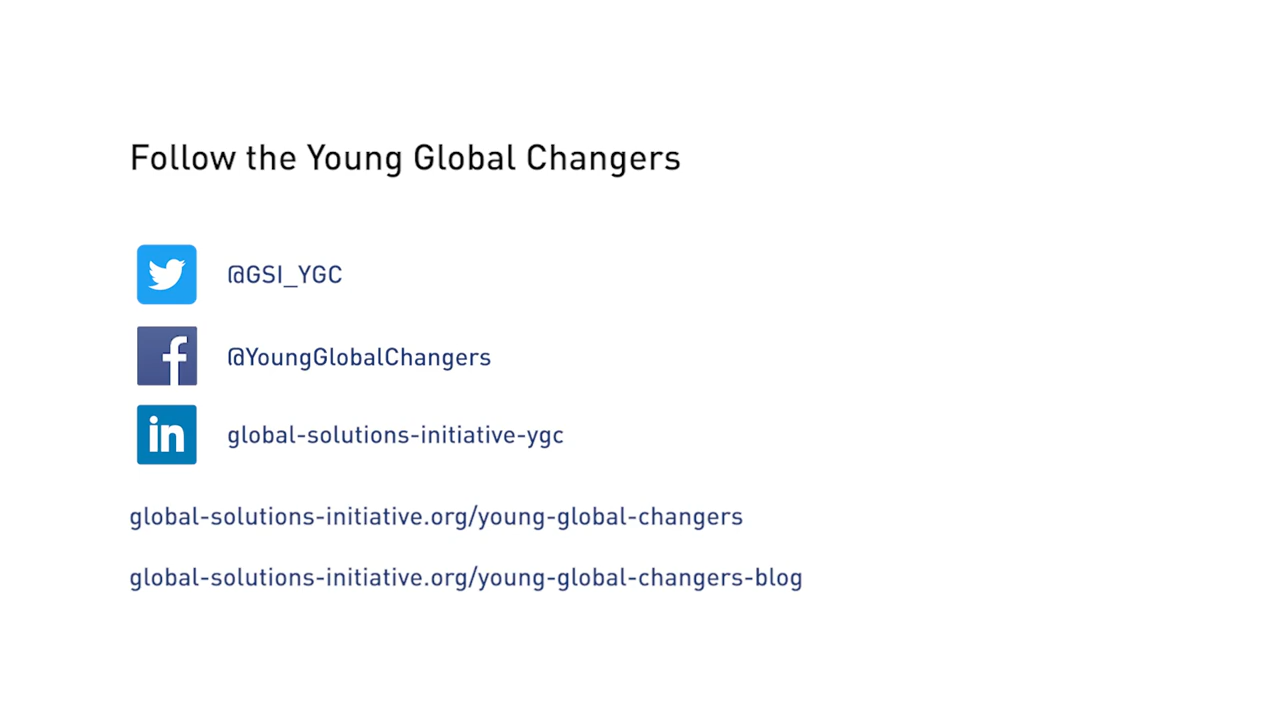 Follow the Young Global Changers
@GSI_YGC
@YoungGlobalChangers
in global-solutions-initiative-ygc
global-solutions-initiative.org/young-global-changers
global-solutions-initiative.org/young-global-changers-blog